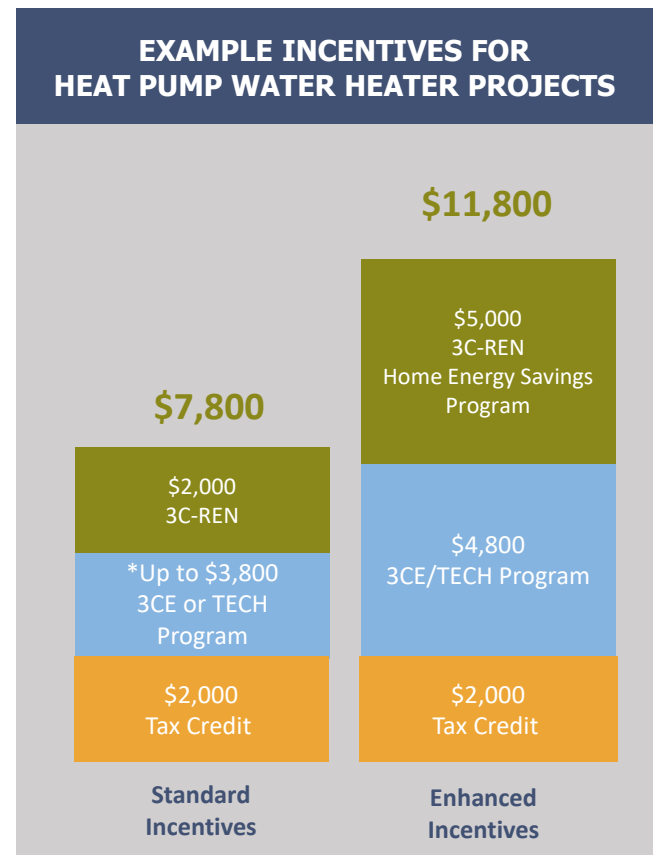 EXAMPLE INCENTIVES FOR
HEAT PUMP WATER HEATER PROJECTS
$7,800
$2,000
3C-REN
*Up to $3,800
3CE or TECH
Program
$2,000
Tax Credit
Standard
Incentives
$11,800
$5,000
3C-REN
Home Energy Savings
Program
$4,800
3CE/TECH Program
$2,000
Tax Credit
Enhanced
Incentives